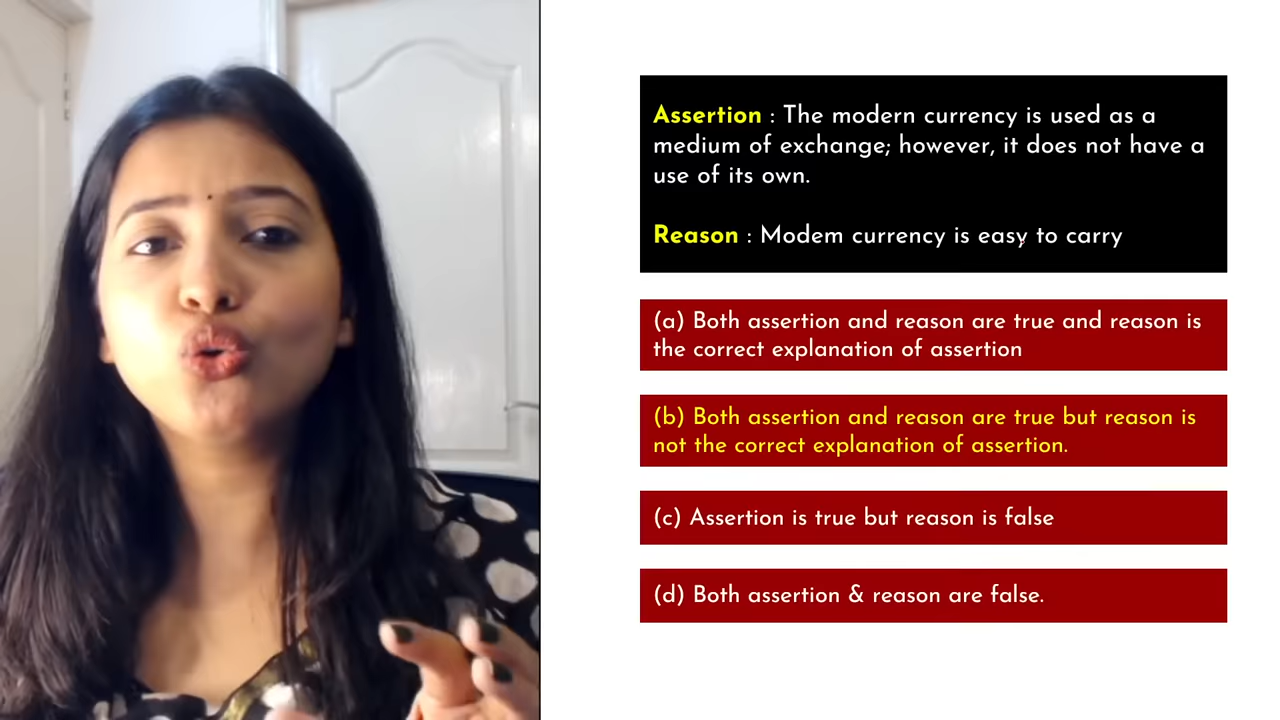 Assertion : The modern currency is used as a
medium of exchange; however, it does not have a
use of its own.
Reason : Modem currency is easy to carry
(a) Both assertion and reason are true and reason is
the correct explanation of assertion
(b) Both assertion and reason are true but reason is
not the correct explanation of assertion.
(c) Assertion is true but reason is false
(d) Both assertion & reason are false.